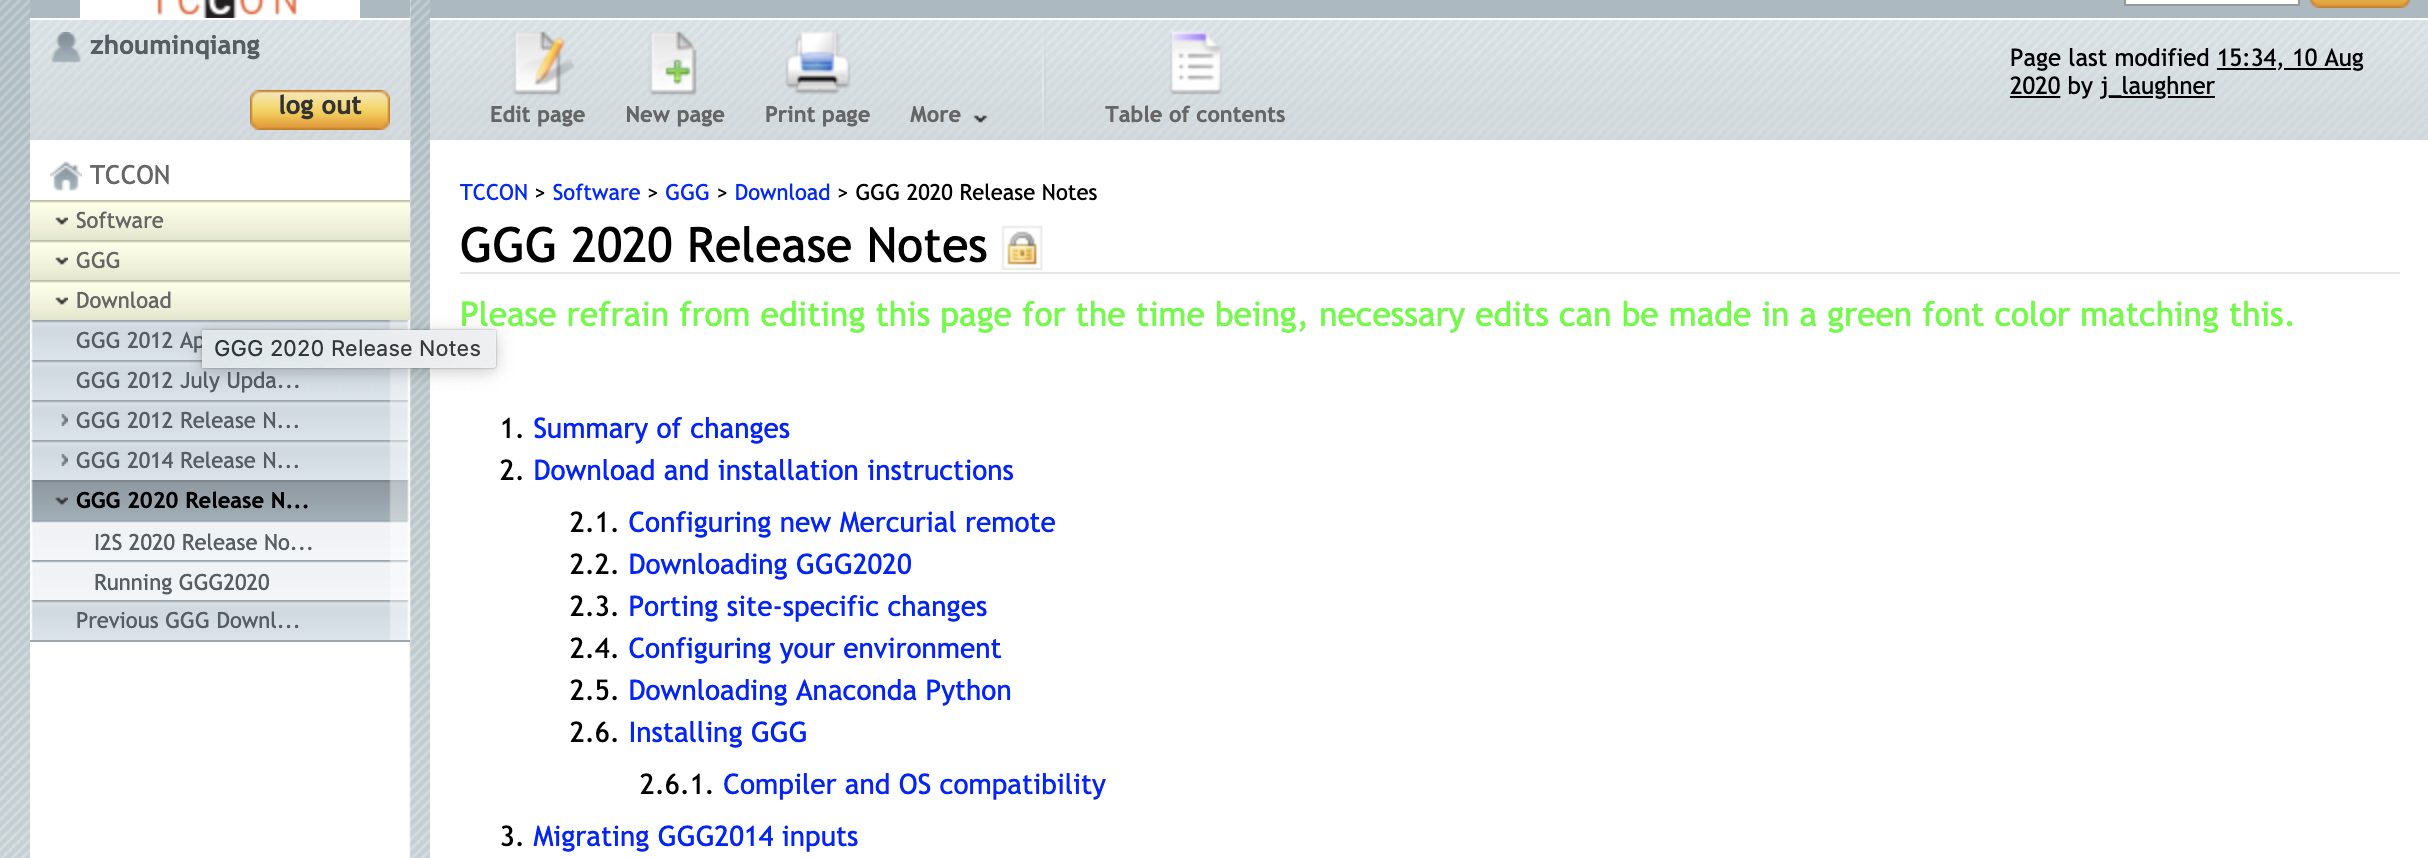 TCCON
zhouminqiang
log out
Edit page
New page
Print page
More
Table of contents
Page last modified 15:34, 10 Aug
2020 by j_laughner
TCCON
Software
GGG
Download
GGG 2012 Ap
GGG 2020 Release Notes
GGG 2012 July Upda...
GGG 2012 Release N...
GGG 2014 Release N...
GGG 2020 Release N...
I2S 2020 Release No...
Running GGG2020
Previous GGG Downl...
TCCON > Software > GGG > Download > GGG 2020 Release Notes
GGG 2020 Release Notes
Please refrain from editing this page for the time being, necessary edits can be made in a green font color matching this.
1. Summary of changes
2. Download and installation instructions
2.1. Configuring new Mercurial remote
2.2. Downloading GGG2020
2.3. Porting site-specific changes
2.4. Configuring your environment
2.5. Downloading Anaconda Python
2.6. Installing GGG
2.6.1. Compiler and OS compatibility
3. Migrating GGG2014 inputs